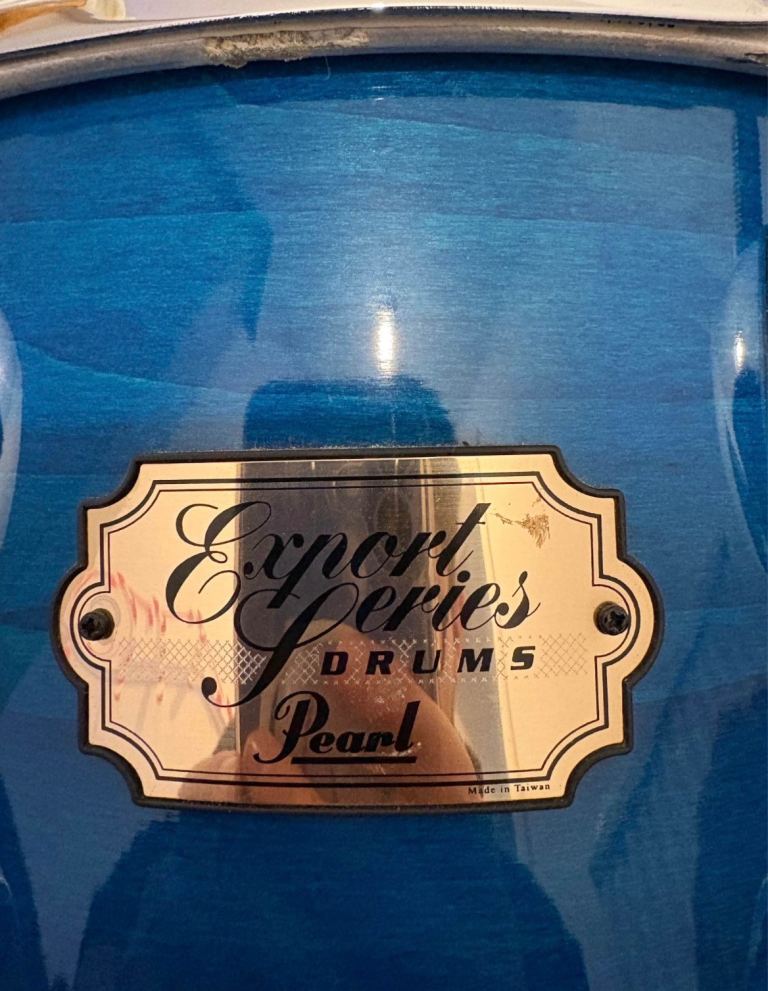 Export
Series
DRUMS
Pearl
Made in Taiwan